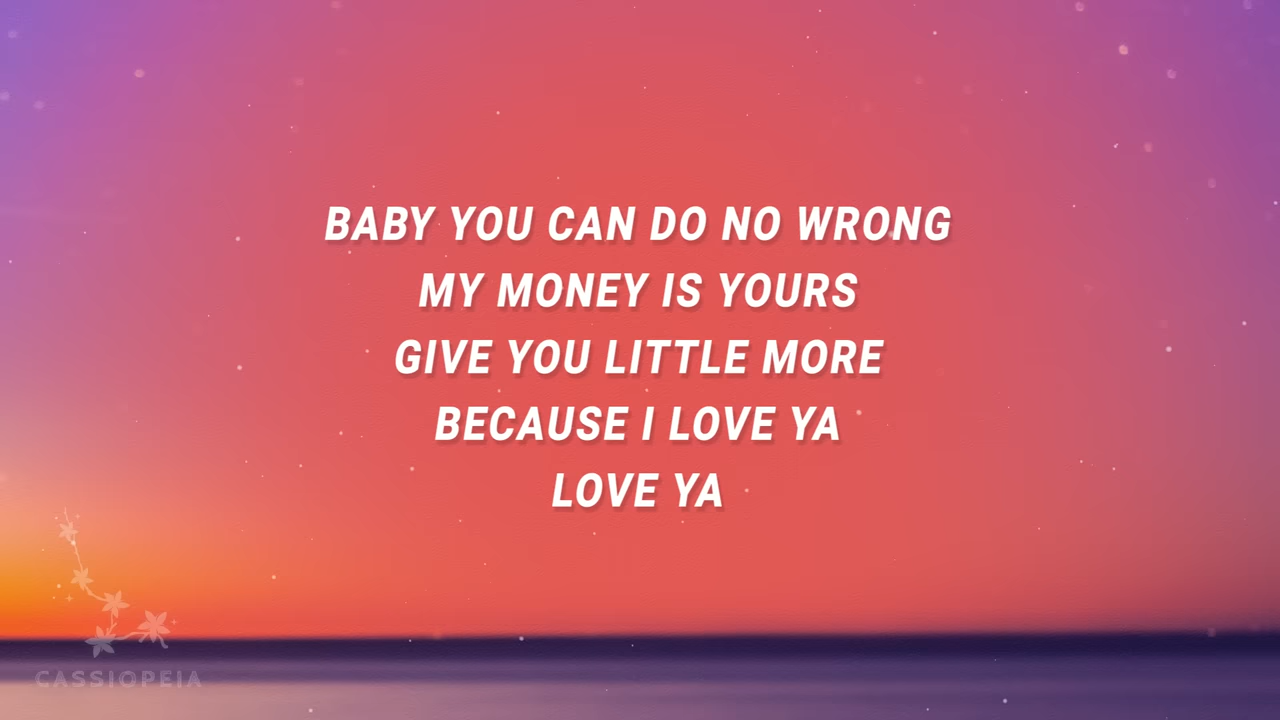 BABY YOU CAN DO NO WRONG
MY MONEY IS YOURS
GIVE YOU LITTLE MORE
BECAUSE I LOVE YA
LOVE YA
CASSIOPEIA